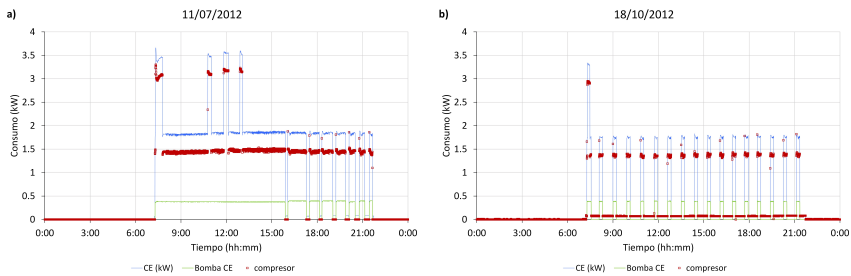 a)
11/07/2012
Consumo (kW)
4
3.5
3
2.5
2
1.5
1
0.5
0
0:00 3:00 6:00 9:00 12:00 15:00 18:00 21:00 0:00
Tiempo (hh:mm)
CE (kW) Bomba CE compresor
b)
18/10/2012
Consumo (kW)
4
3.5
3
2.5
2
1.5
1
0.5
0
0:00 3:00 6:00 9:00 12:00 15:00 18:00 21:00 0:00
Tiempo (hh:mm)
CE (kW) Bomba CE compresor